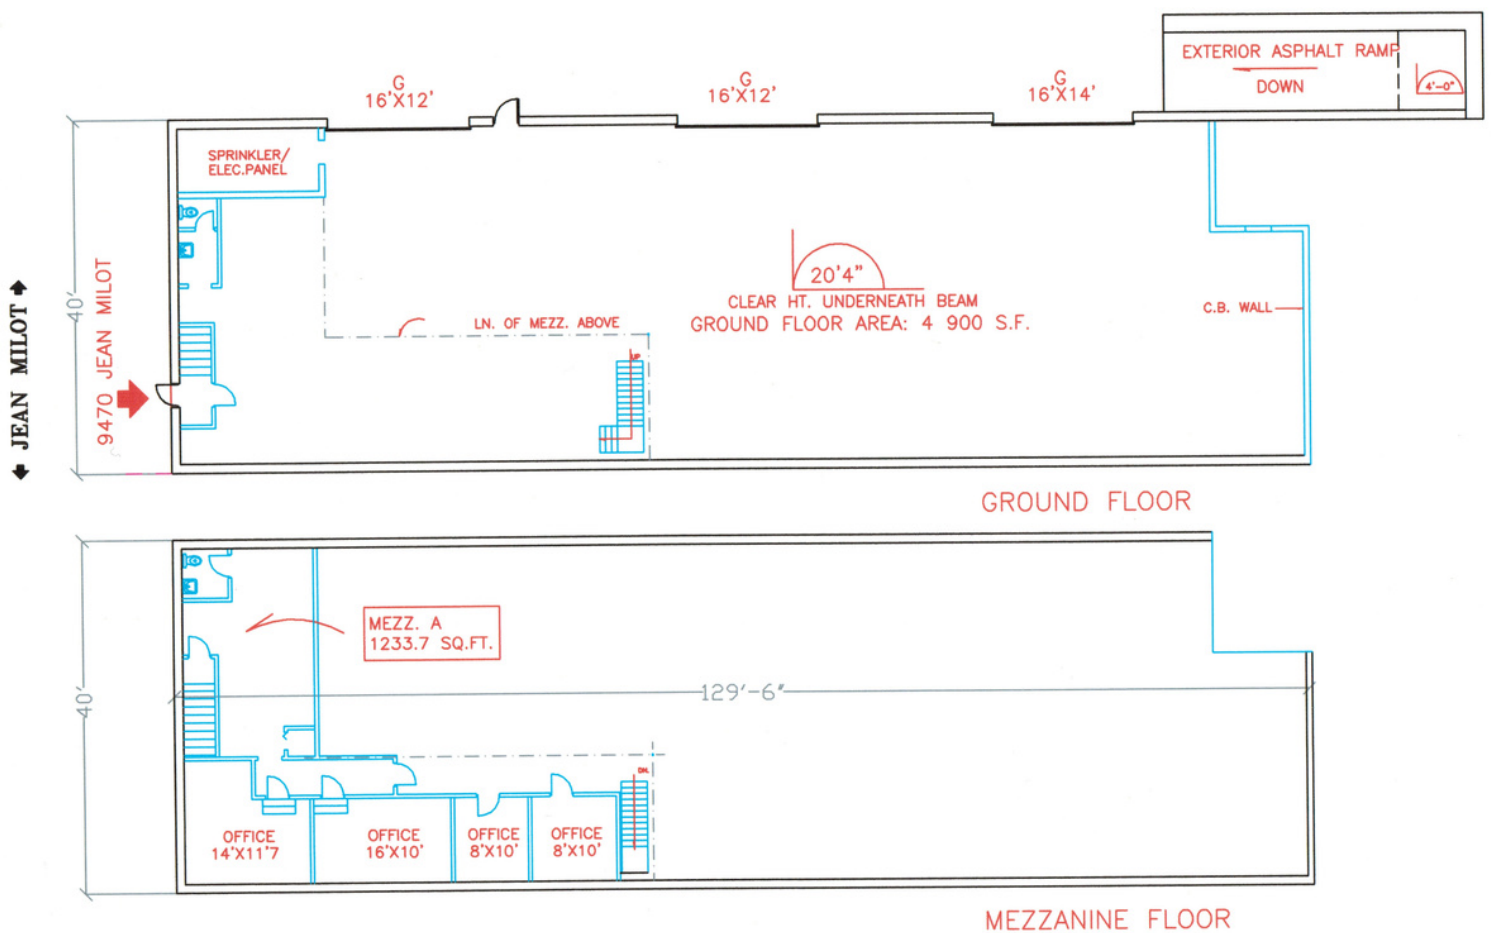 EXTERIOR ASPHALT RAMP
DOWN
4'-0"
G
16'X12'
G
16'X12'
G
16'X14'
SPRINKLER/
ELEC.PANEL
40'
JEAN MILOT
9470 JEAN MILOT
20'4"
CLEAR HT. UNDERNEATH BEAM
GROUND FLOOR AREA: 4 900 S.F.
C.B. WALL
LN. OF MEZZ. ABOVE
UP
GROUND FLOOR
MEZZ. A
1233.7 SQ.FT.
40'
129'-6"
DN.
OFFICE
14'X11'7
OFFICE
16'X10'
OFFICE
8'X10'
OFFICE
8'X10'
MEZZANINE FLOOR